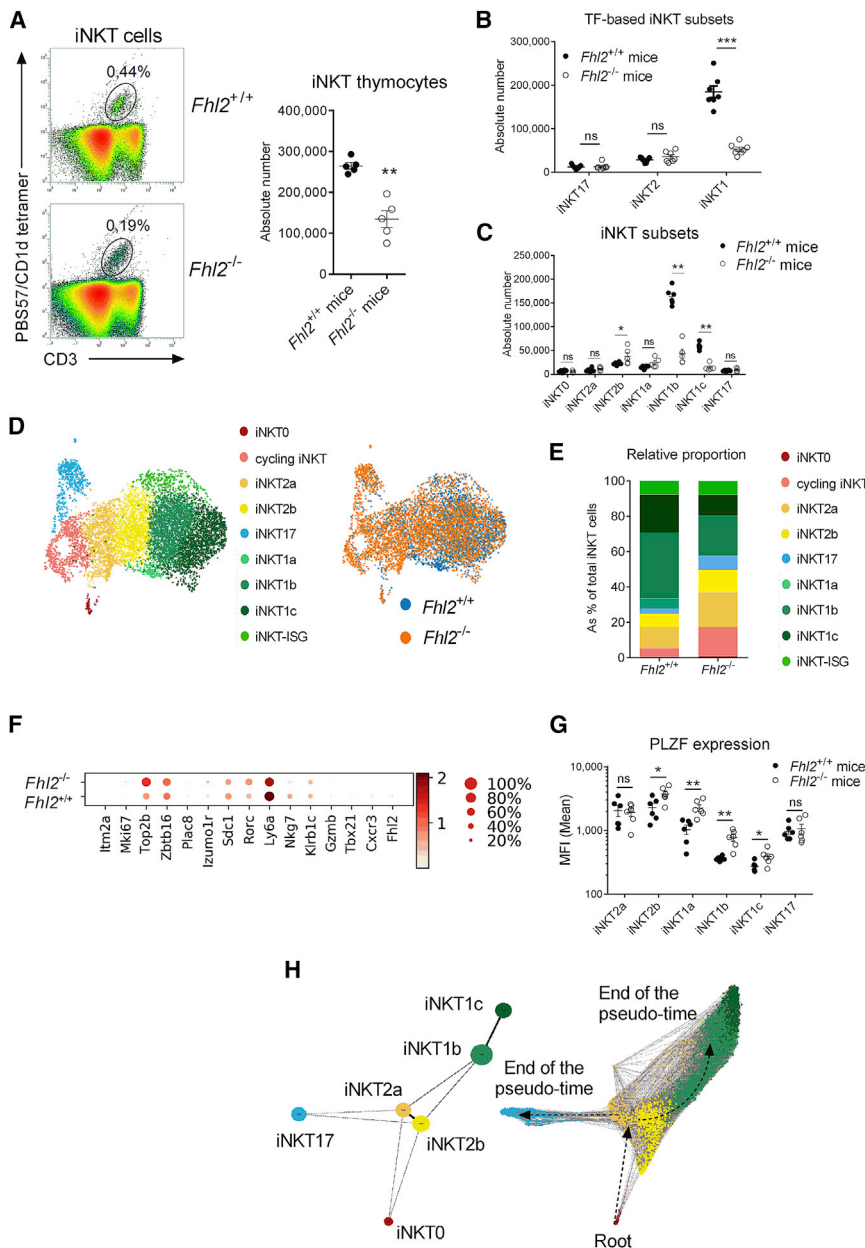 A
iNKT cells
0,44%
Fhl2+/+
0,19%
Fhl2-/-
PBS57/CD1d tetramer
CD3
iNKT thymocytes
Absolute number
400,000
300,000
200,000
100,000
0
**
Fhl2+/+ mice
Fhl2-/- mice
B
TF-based iNKT subsets
Absolute number
300,000
200,000
100,000
0
Fhl2+/+ mice
Fhl2-/- mice
ns
ns
***
iNKT17
iNKT2
iNKT1
C
iNKT subsets
Fhl2+/+ mice
Fhl2-/- mice
Absolute number
250,000
200,000
150,000
100,000
50,000
0
ns
ns
*
ns
**
**
ns
iNKT0
iNKT2a
iNKT2b
iNKT1a
iNKT1b
iNKT1c
iNKT17
D
iNKT0
cycling iNKT
iNKT2a
iNKT2b
iNKT17
iNKT1a
iNKT1b
iNKT1c
iNKT-ISG
Fhl2+/+
Fhl2-/-
E
Relative proportion
As % of total iNKT cells
100
80
60
40
20
0
Fhl2+/+
Fhl2-/-
iNKT0
cycling iNKT
iNKT2a
iNKT2b
iNKT17
iNKT1a
iNKT1b
iNKT1c
iNKT-ISG
F
Fhl2-/-
Fhl2+/+
Itm2a
Mki67
Top2b
Zbtb16
Plac8
Izumo1r
Sdc1
Rorc
Ly6a
Nkg7
Klrb1c
Gzmb
Tbx21
Cxcr3
Fhl2
2
1
0
100%
80%
60%
40%
20%
G
PLZF expression
Fhl2+/+ mice
Fhl2-/- mice
MFI (Mean)
10,000
1,000
100
ns
*
**
**
*
ns
iNKT2a
iNKT2b
iNKT1a
iNKT1b
iNKT1c
iNKT17
H
iNKT1c
iNKT1b
iNKT2a
iNKT17
iNKT2b
iNKT0
End of the
pseudo-time
End of the
pseudo-time
Root